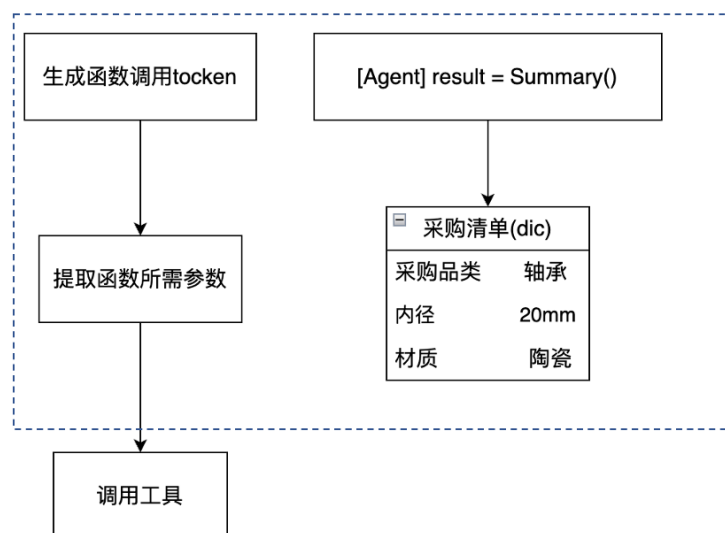 生成函数调用tocken
[Agent] result = Summary()
采购清单(dic)
提取函数所需参数
采购品类 轴承
内径 20mm
材质 陶瓷
调用工具